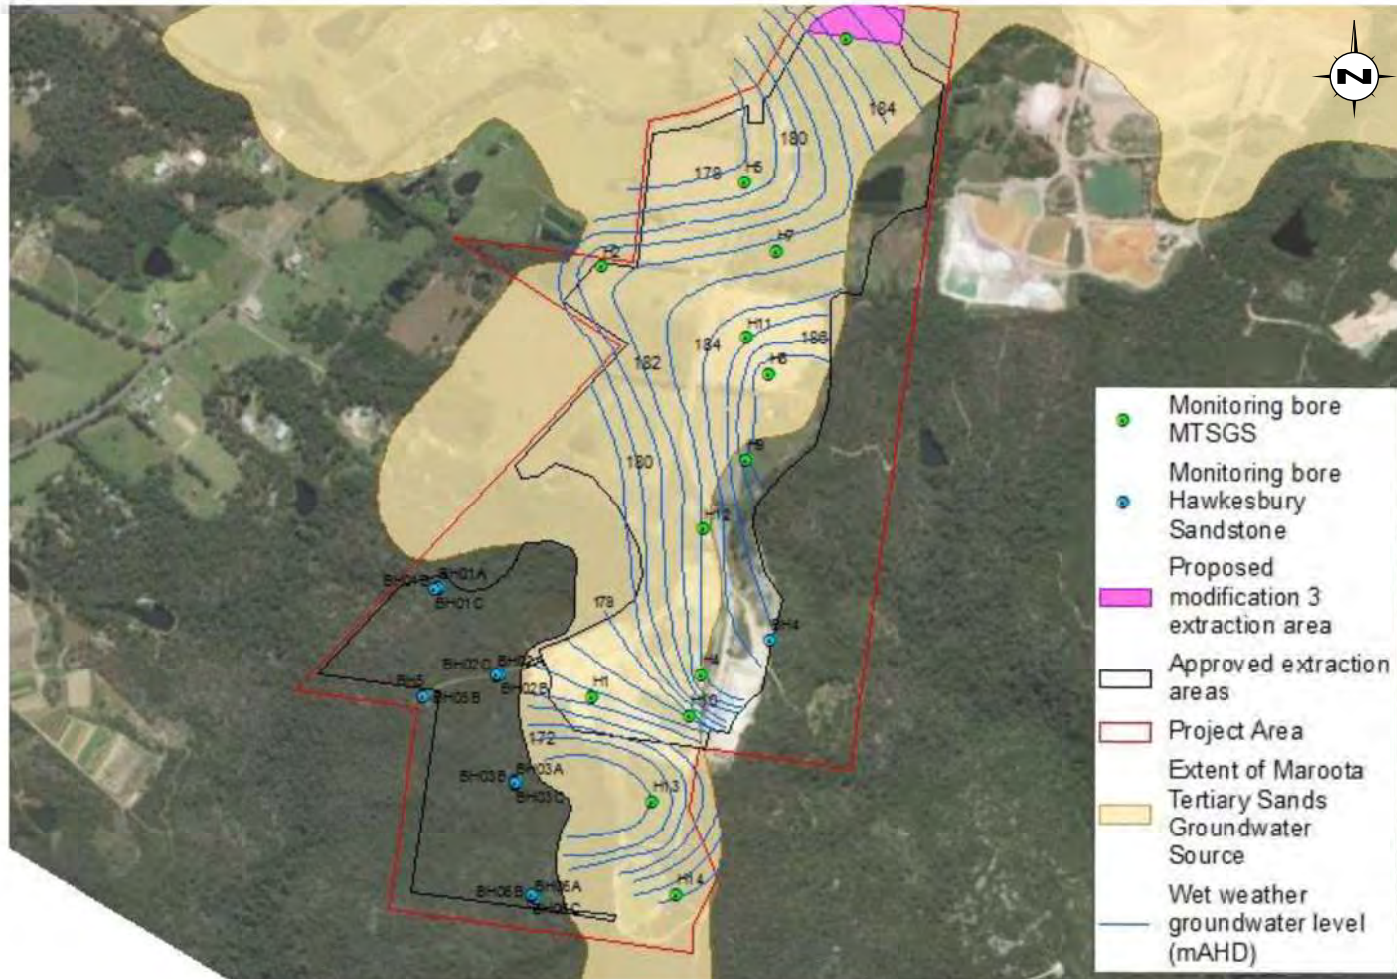 N
184
180
178
H5
H7
H2
H11
184
186
H8
182
H9
180
H12
BH01A
BH01C
178
BH4
BH02C
BH02A
BH02B
H4
H1
BH05B
172
BH03A
BH03B
BH03C
H13
BH06B
BH06A
H14
Monitoring bore
MTSGS
Monitoring bore
Hawkesbury
Sandstone
Proposed
modification 3
extraction area
Approved extraction
areas
Project Area
Extent of Maroota
Tertiary Sands
Groundwater
Source
Wet weather
groundwater level
(mAHD)